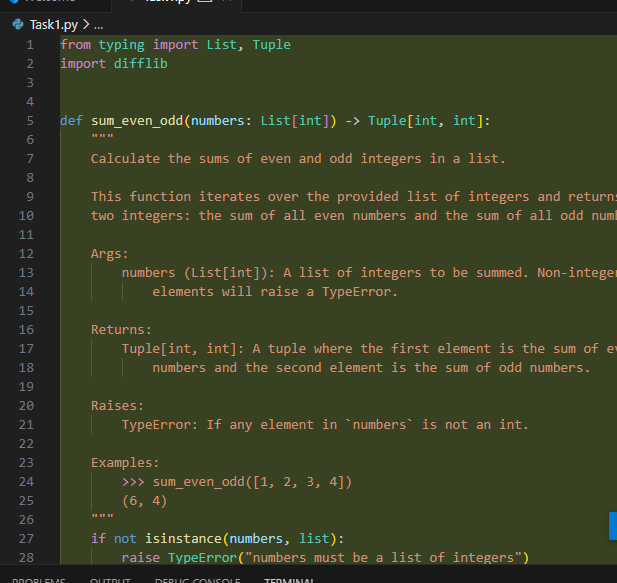 Task1.py > ...
1 from typing import List, Tuple
2 import difflib
3
4
5 def sum_even_odd(numbers: List[int]) -> Tuple[int, int]:
6 """
7 Calculate the sums of even and odd integers in a list.
8
9 This function iterates over the provided list of integers and returns
10 two integers: the sum of all even numbers and the sum of all odd num
11
12 Args:
13 numbers (List[int]): A list of integers to be summed. Non-intege
14 elements will raise a TypeError.
15
16 Returns:
17 Tuple[int, int]: A tuple where the first element is the sum of ev
18 numbers and the second element is the sum of odd numbers.
19
20 Raises:
21 TypeError: If any element in `numbers` is not an int.
22
23 Examples:
24 >>> sum_even_odd([1, 2, 3, 4])
25 (6, 4)
26 """
27 if not isinstance(numbers, list):
28 raise TypeError("numbers must be a list of integers")
PROBLEMS OUTPUT DEBUG CONSOLE TERMINAL